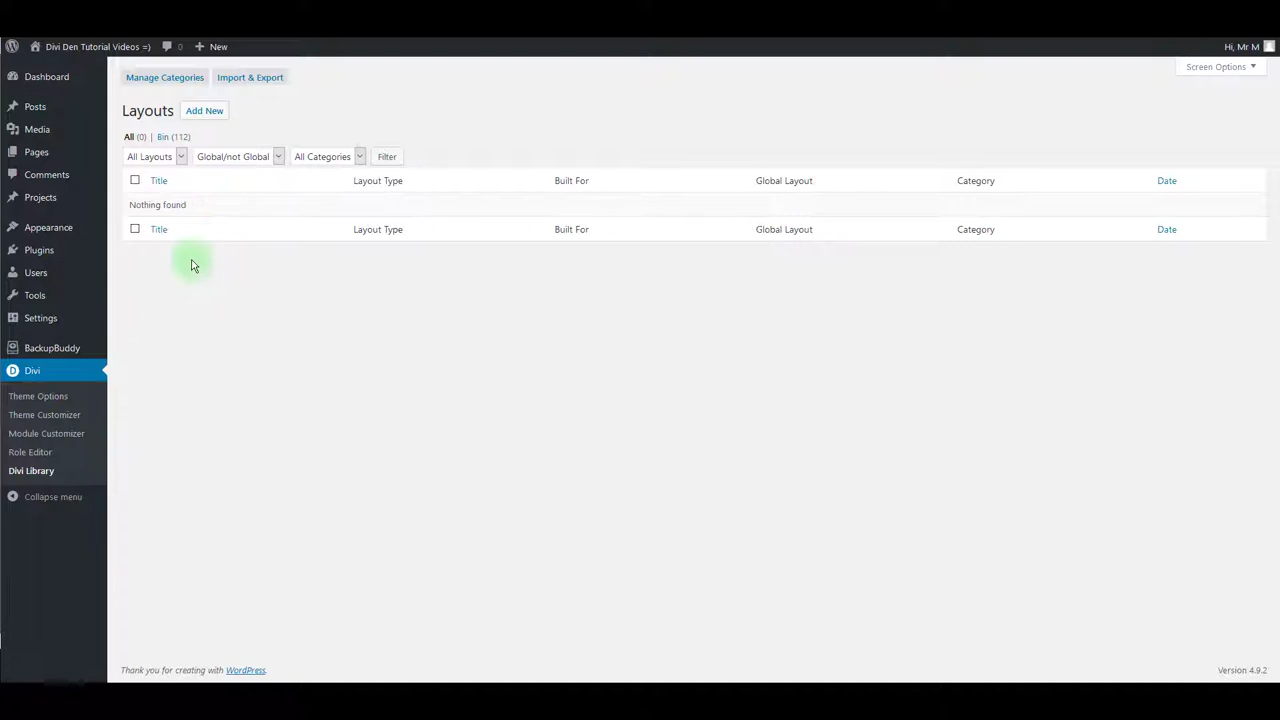 Divi Den Tutorial Videos =) 0 New Hi, Mr M
Screen Options
Manage Categories Import & Export
Layouts Add New
All (0) | Bin (112)
All Layouts Global/not Global All Categories Filter
Title Layout Type Built For Global Layout Category Date
Nothing found
Title Layout Type Built For Global Layout Category Date
Dashboard
Posts
Media
Pages
Comments
Projects
Appearance
Plugins
Users
Tools
Settings
BackupBuddy
D Divi
Theme Options
Theme Customizer
Module Customizer
Role Editor
Divi Library
Collapse menu
Thank you for creating with WordPress. Version 4.9.2